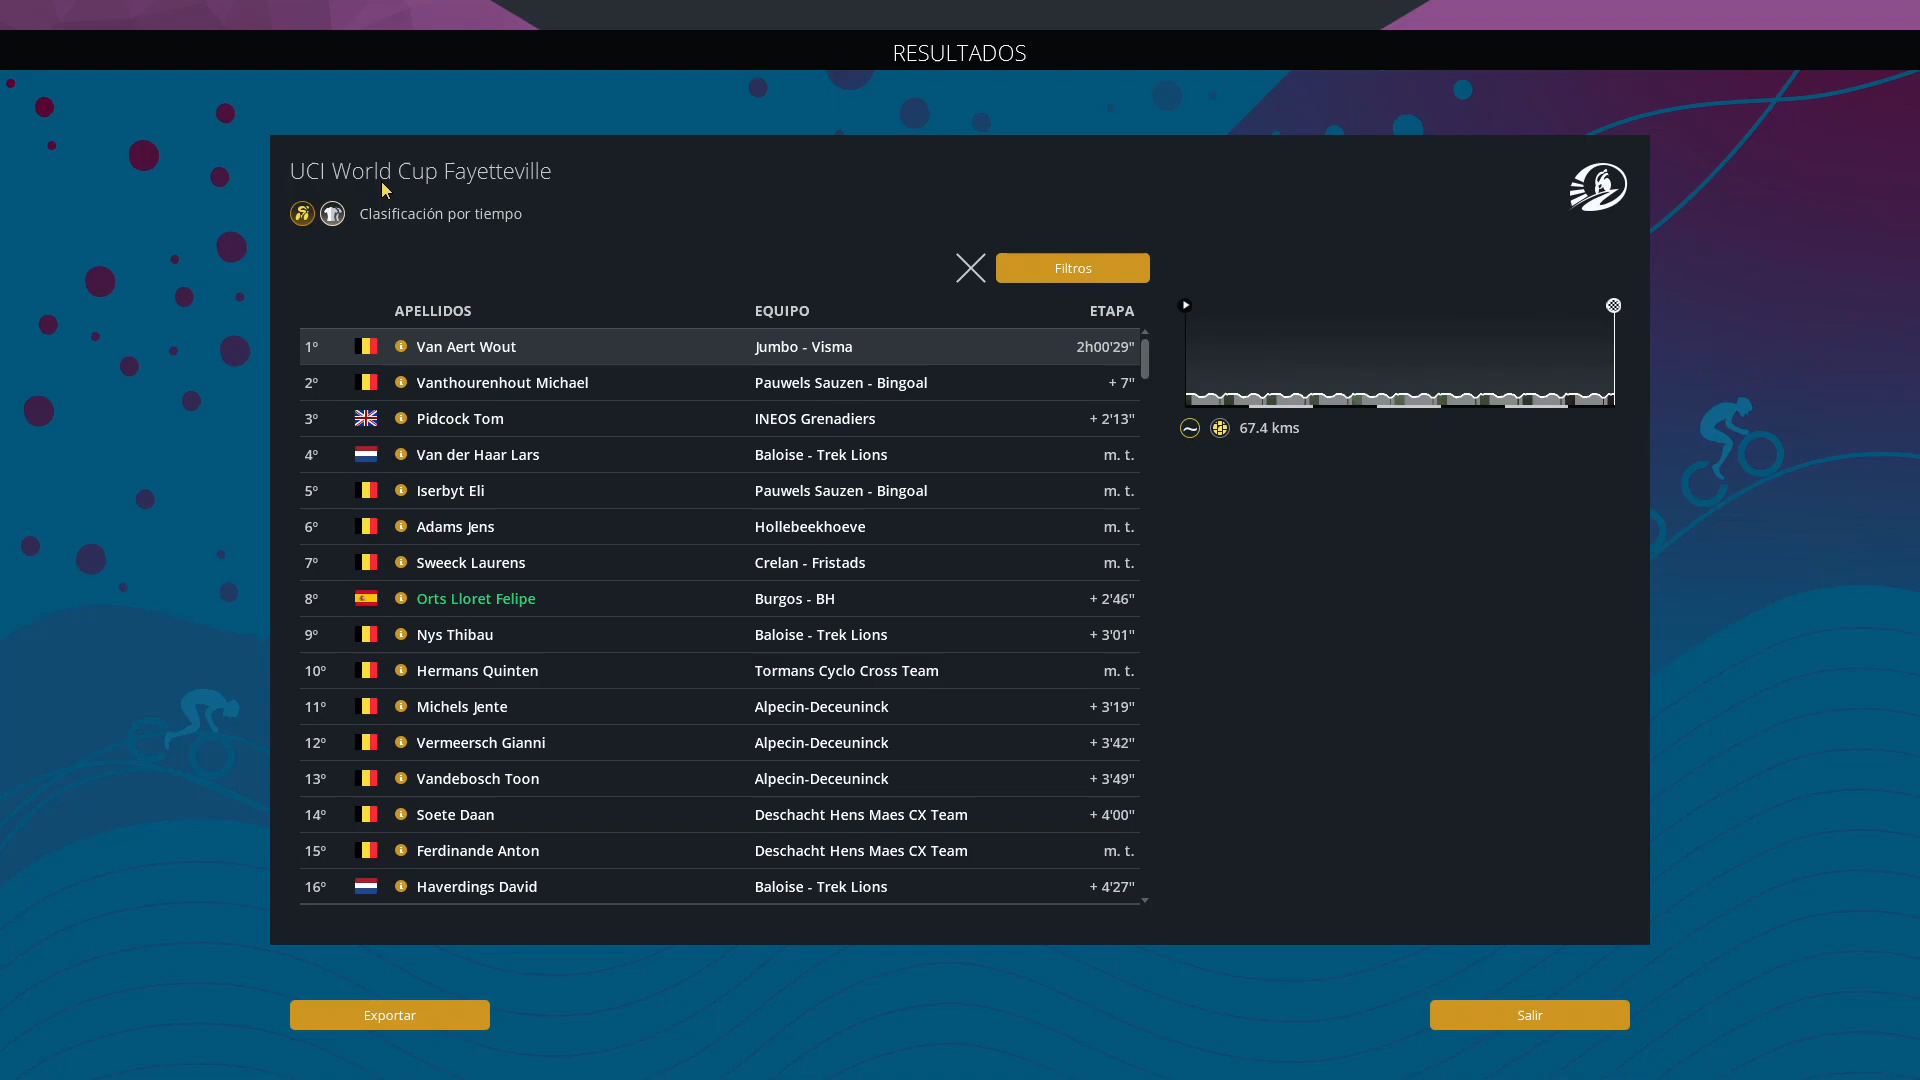 RESULTADOS
UCI World Cup Fayetteville
Clasificación por tiempo
Filtros
APELLIDOS EQUIPO ETAPA
1º Van Aert Wout Jumbo - Visma 2h00'29''
2º Vanthourenhout Michael Pauwels Sauzen - Bingoal + 7''
3º Pidcock Tom INEOS Grenadiers + 2'13''
4º Van der Haar Lars Baloise - Trek Lions m. t.
5º Iserbyt Eli Pauwels Sauzen - Bingoal m. t.
6º Adams Jens Hollebeekhoeve m. t.
7º Sweeck Laurens Crelan - Fristads m. t.
8º Orts Lloret Felipe Burgos - BH + 2'46''
9º Nys Thibau Baloise - Trek Lions + 3'01''
10º Hermans Quinten Tormans Cyclo Cross Team m. t.
11º Michels Jente Alpecin-Deceuninck + 3'19''
12º Vermeersch Gianni Alpecin-Deceuninck + 3'42''
13º Vandebosch Toon Alpecin-Deceuninck + 3'49''
14º Soete Daan Deschacht Hens Maes CX Team + 4'00''
15º Ferdinande Anton Deschacht Hens Maes CX Team m. t.
16º Haverdings David Baloise - Trek Lions + 4'27''
67.4 kms
Exportar
Salir